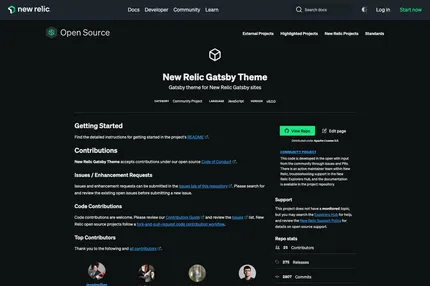 new relic
Docs Developer Community Learn
Search docs
Log in Start now
Open Source
External Projects Highlighted Projects New Relic Projects Standards
New Relic Gatsby Theme
Gatsby theme for New Relic Gatsby sites
CATEGORY Community Project LANGUAGE JavaScript VERSION
Getting Started
Find the detailed instructions for getting started in the project's README
Contributions
New Relic Gatsby Theme accepts contributions under our open source Code of Conduct
Issues / Enhancement Requests
Issues and enhancement requests can be submitted in the Issues tab of this repository. Please search
for and review the existing open issues before submitting a new issue.
Code Contributions
Code contributions are welcome. Please review our Contributors Guide and review the issues list. New
Relic open source projects follow a fork-and-pull-request code contribution workflow.
Top Contributors
Thank you to the following and all contributors.
View Repo Edit page
Distributed under Apache License 2.0.
COMMUNITY PROJECT
This code is developed in the open with input
from the community through issues and PRs.
There is an active maintainer team within New
Relic, troubleshooting support in the New
Relic Explorers Hub, and the documentation
is available in the project repository.
Support
This project does not have a monitored topic,
but you may search the Explorers Hub for help,
and review the New Relic Support Policy for
details on open source support.
Repo stats
25 Contributors
275 Releases
2807 Commits